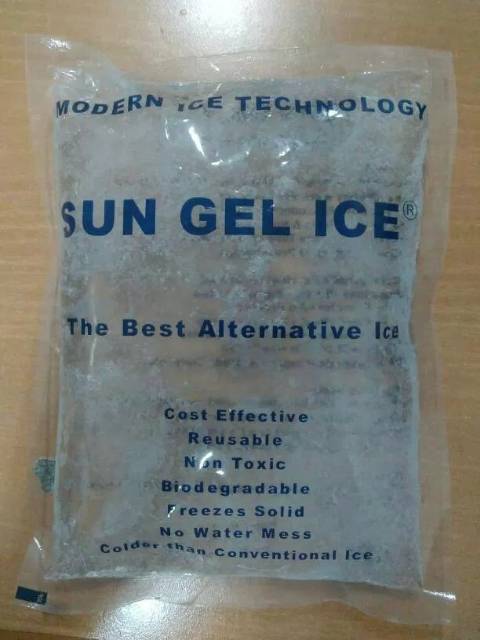 MODERN ICE TECHNOLOGY
SUN GEL ICE®
The Best Alternative Ice
Cost Effective
Reusable
Non Toxic
Biodegradable
Freezes Solid
No Water Mess
Colder than Conventional Ice